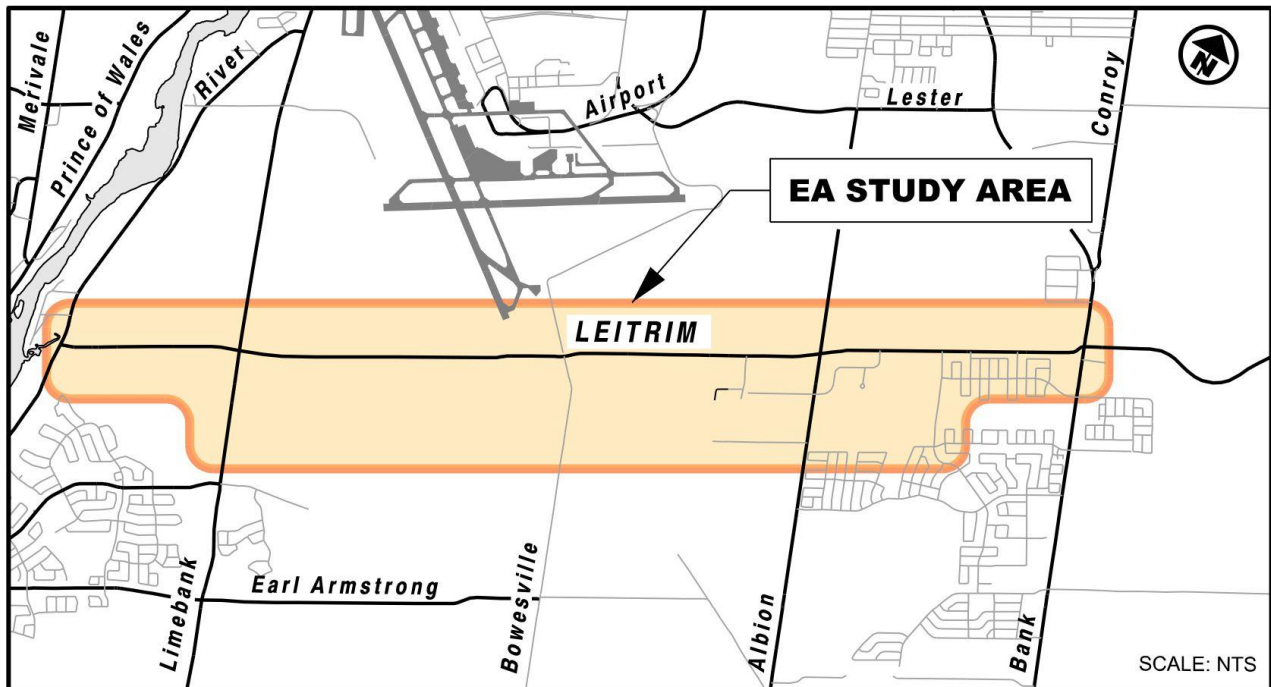 Merivale
Prince of Wales
River
Airport
Lester
Conroy
N
EA STUDY AREA
LEITRIM
Limebank
Earl Armstrong
Bowesville
Albion
Bank
SCALE: NTS